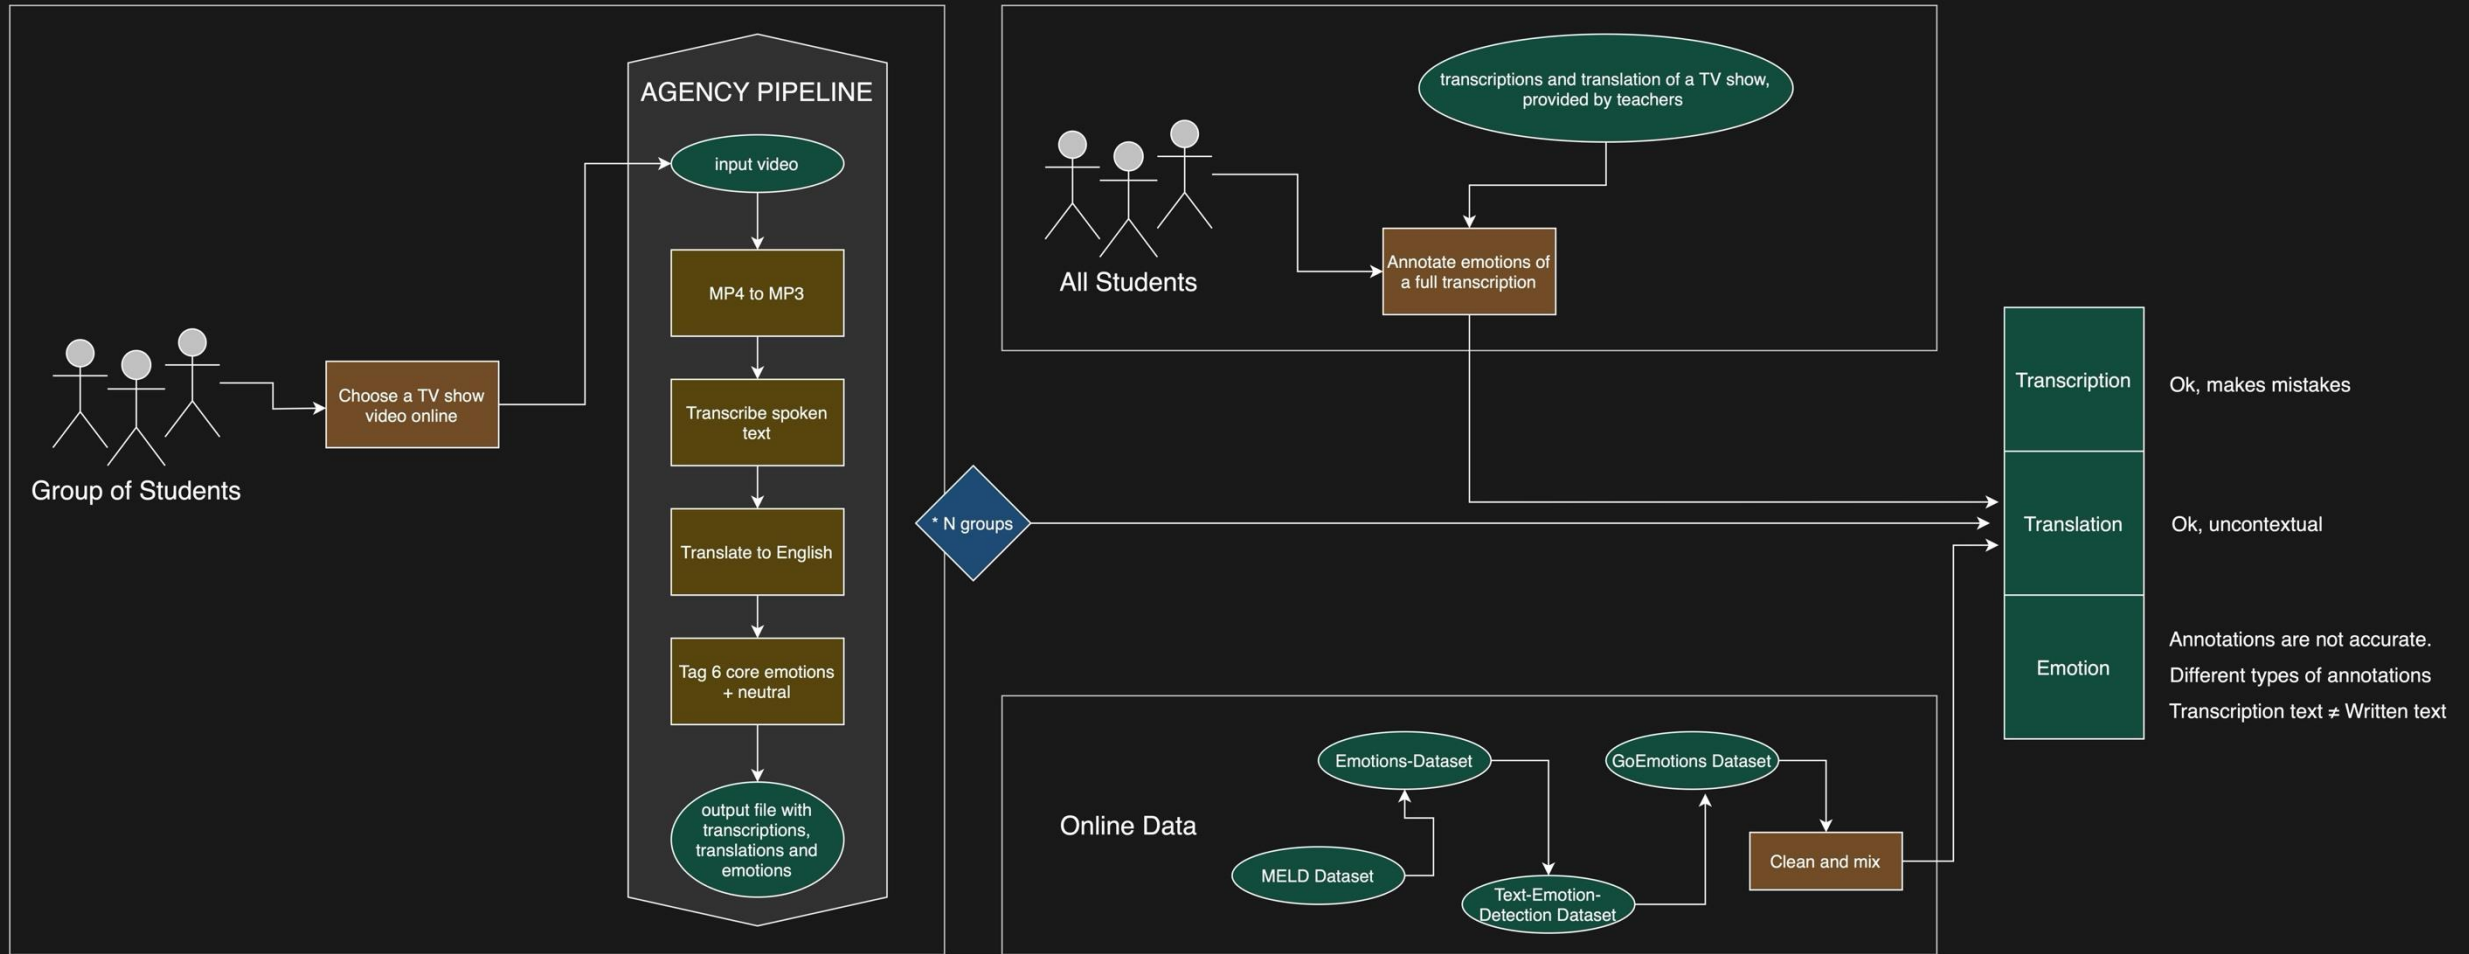 AGENCY PIPELINE
input video
MP4 to MP3
Transcribe spoken
text
Translate to English
Tag 6 core emotions
+ neutral
output file with
transcriptions,
translations and
emotions
Choose a TV show
video online
Group of Students
* N groups
transcriptions and translation of a TV show,
provided by teachers
All Students
Annotate emotions of
a full transcription
Online Data
MELD Dataset
Emotions-Dataset
Text-Emotion-
Detection Dataset
GoEmotions Dataset
Clean and mix
Transcription
Ok, makes mistakes
Translation
Ok, uncontextual
Emotion
Annotations are not accurate.
Different types of annotations
Transcription text ≠ Written text